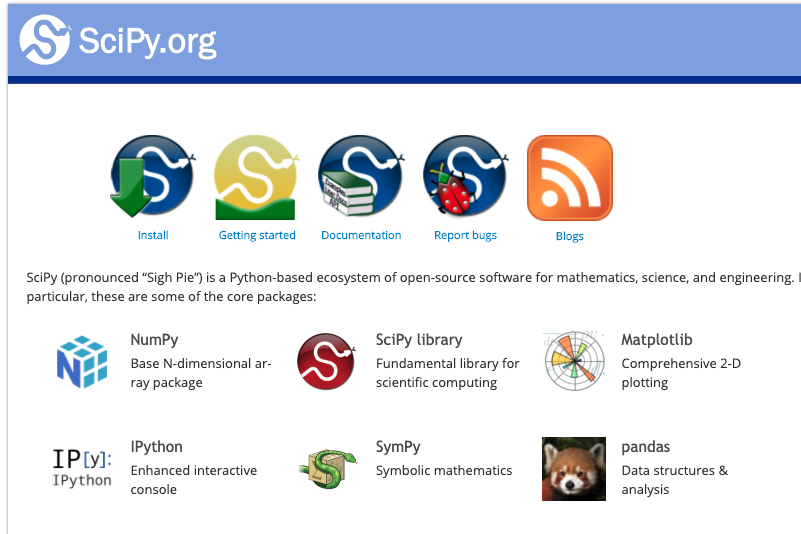 SciPy.org
Install
Getting started
Documentation
Report bugs
Blogs
SciPy (pronounced “Sigh Pie”) is a Python-based ecosystem of open-source software for mathematics, science, and engineering. I
particular, these are some of the core packages:
NumPy
Base N-dimensional ar-
ray package
SciPy library
Fundamental library for
scientific computing
Matplotlib
Comprehensive 2-D
plotting
IP[y]:
IPython
IPython
Enhanced interactive
console
SymPy
Symbolic mathematics
pandas
Data structures &
analysis